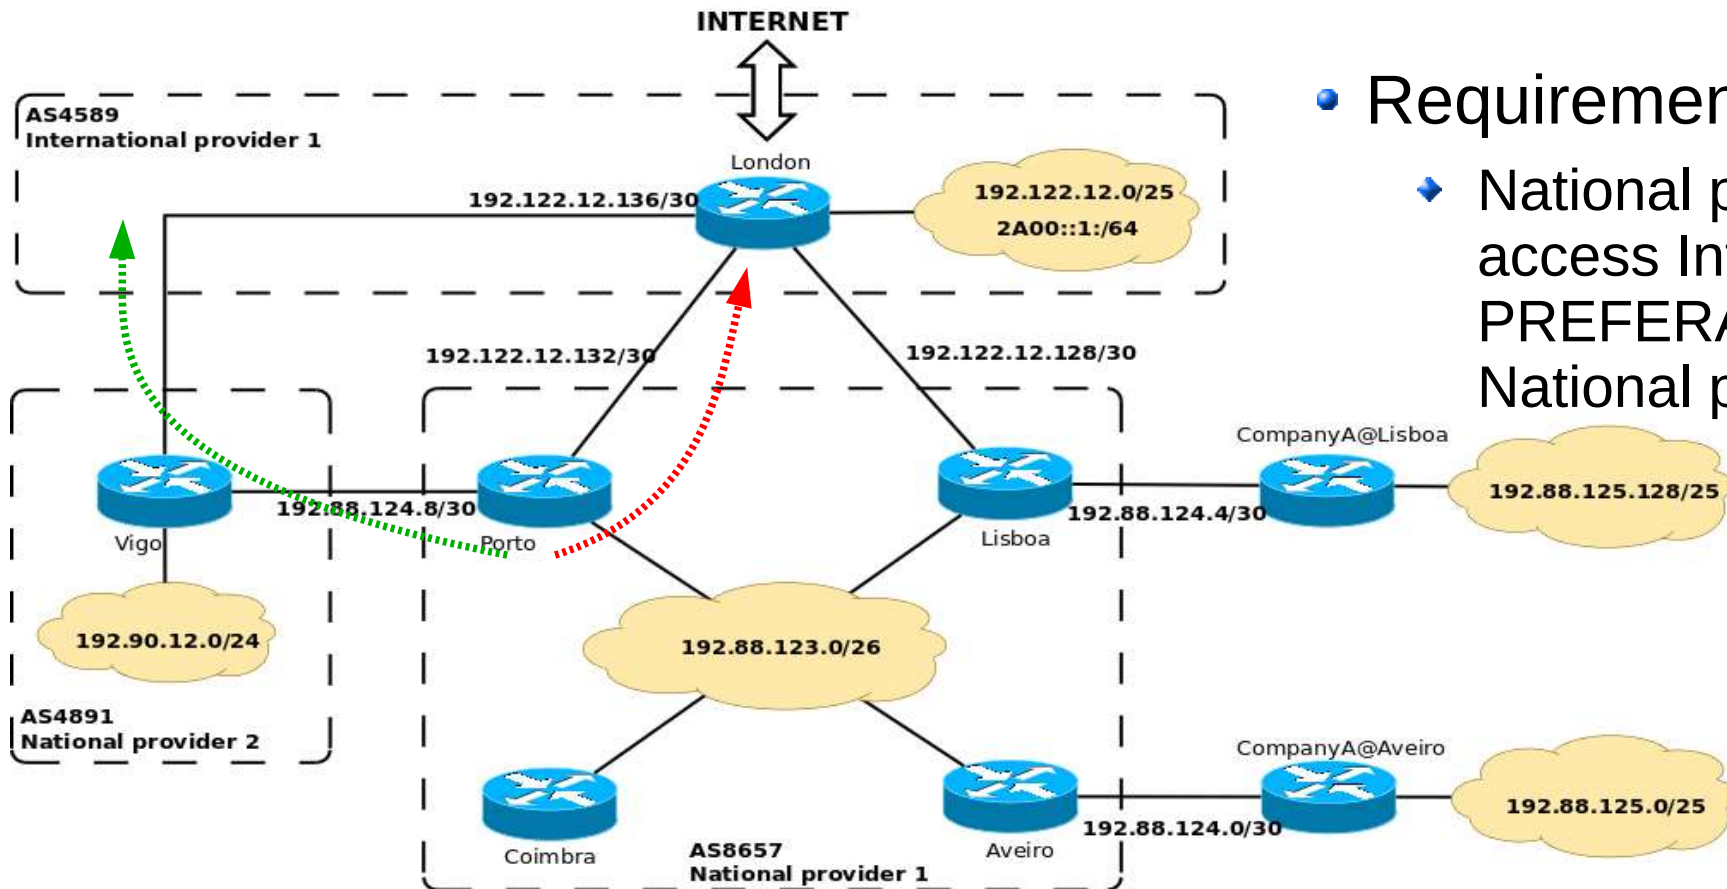 INTERNET
AS4589
International provider 1
London
192.122.12.136/30
192.122.12.0/25
2A00::1:/64
192.122.12.132/30
192.122.12.128/30
192.88.124.8/30
Vigo
Porto
Lisboa
192.88.124.4/30
CompanyA@Lisboa
192.88.125.128/25
192.90.12.0/24
192.88.123.0/26
AS4891
National provider 2
Coimbra
AS8657
National provider 1
Aveiro
192.88.124.0/30
CompanyA@Aveiro
192.88.125.0/25
National
access